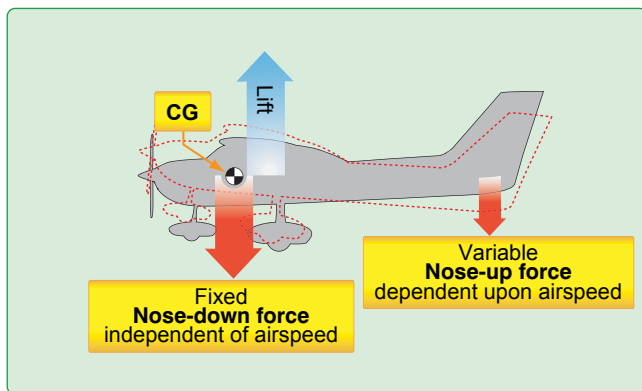 Lift
CG
Fixed
Nose-down force
independent of airspeed
Variable
Nose-up force
dependent upon airspeed